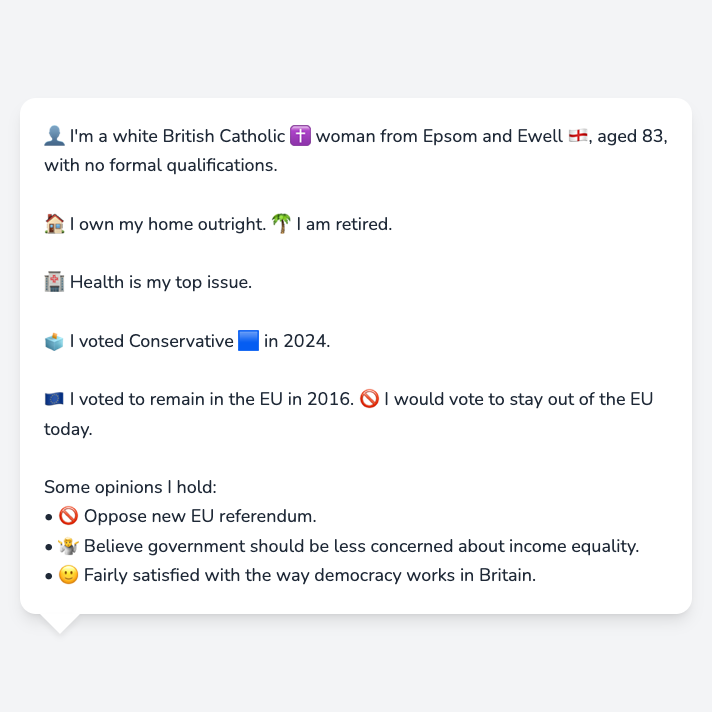 👤 I'm a white British Catholic ✝️ woman from Epsom and Ewell 🏴󠁧󠁢󠁥󠁮󠁧󠁿, aged 83,
with no formal qualifications.
🏠 I own my home outright. 🌴 I am retired.
🏥 Health is my top issue.
🗳️ I voted Conservative 🟦 in 2024.
🇪🇺 I voted to remain in the EU in 2016. 🚫 I would vote to stay out of the EU
today.
Some opinions I hold:
• 🚫 Oppose new EU referendum.
• 🤷 Believe government should be less concerned about income equality.
• 🙂 Fairly satisfied with the way democracy works in Britain.